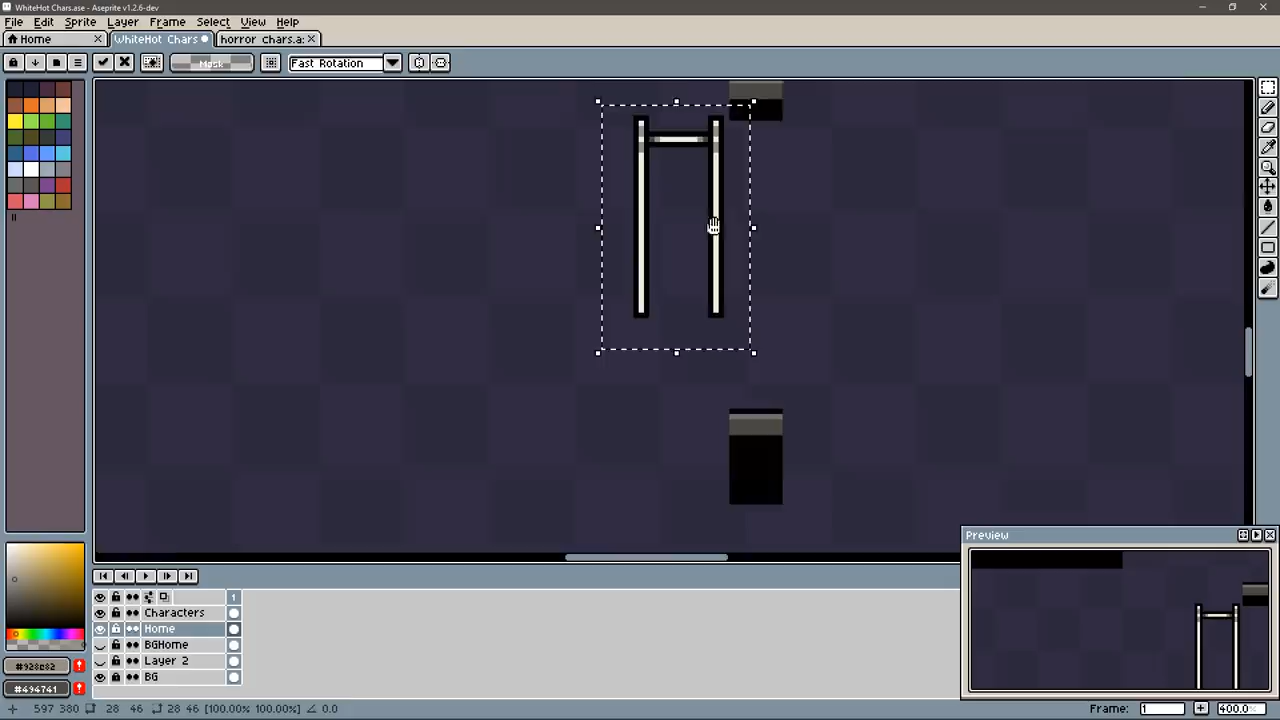 WhiteHot Chars.ase - Aseprite v1.2.6-dev
File Edit Sprite Layer Frame Select View Help
Home WhiteHot Chars horror chars.a:
Mask Fast Rotation
Preview
1
Characters
Home
BGHome
Layer 2
BG
#928e82
#494741
597 380 28 46 28 46 [100.00% 100.00%] 0.0 Frame: 1 400.0